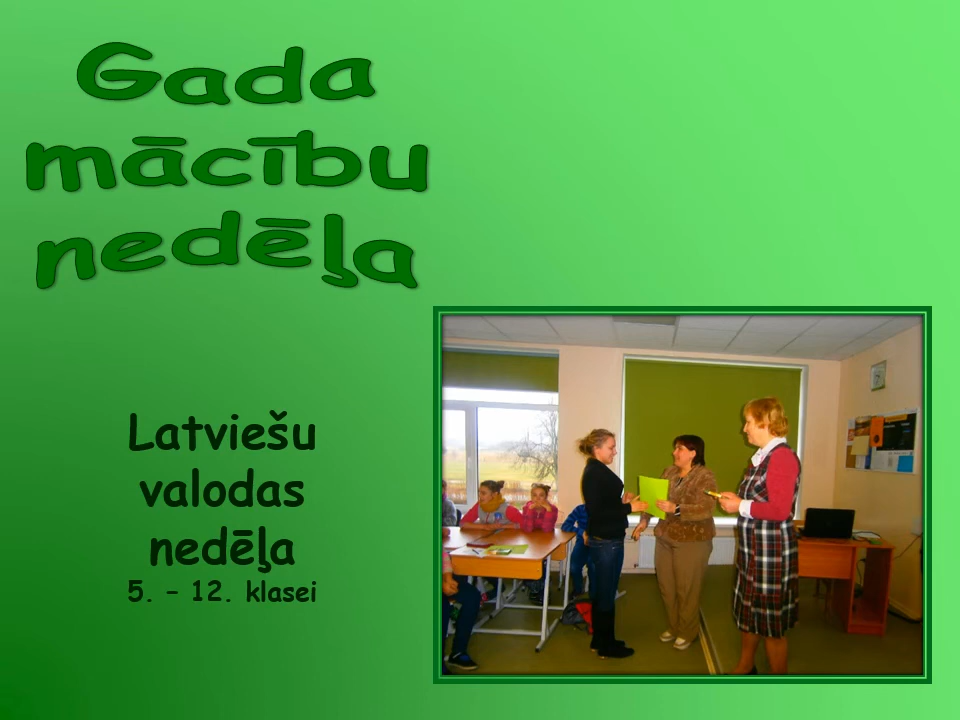 Gada
mācību
nedēļa
Latviešu
valodas
nedēļa
5. – 12. klasei